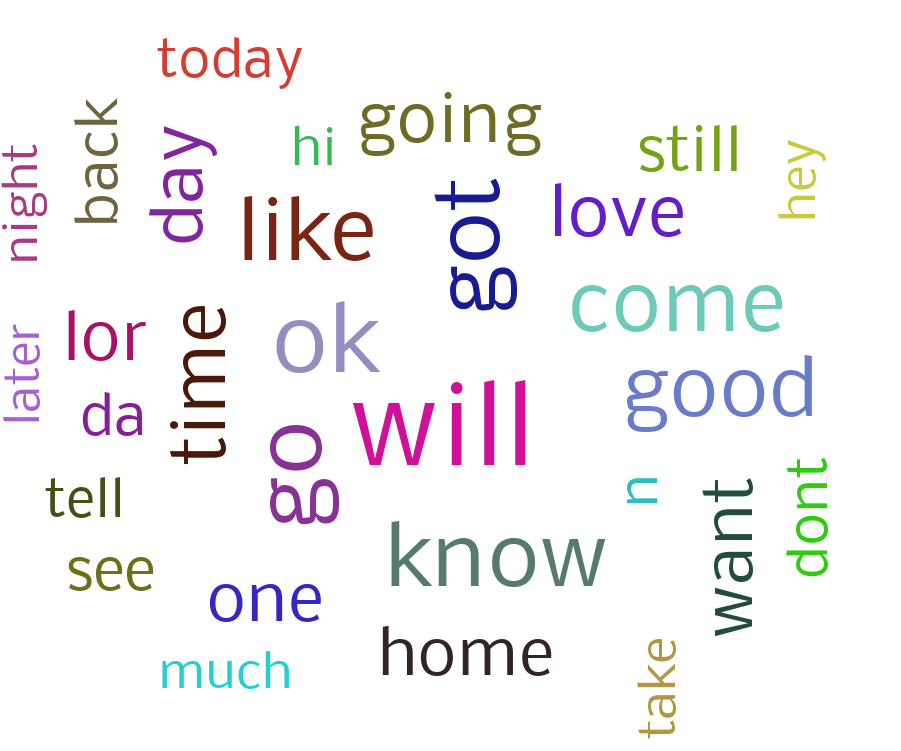 today
going
back
hi
still
hey
night
day
like
got
love
come
lor
time
ok
later
good
da
will
go
tell
n
want
dont
know
see
one
home
much
take